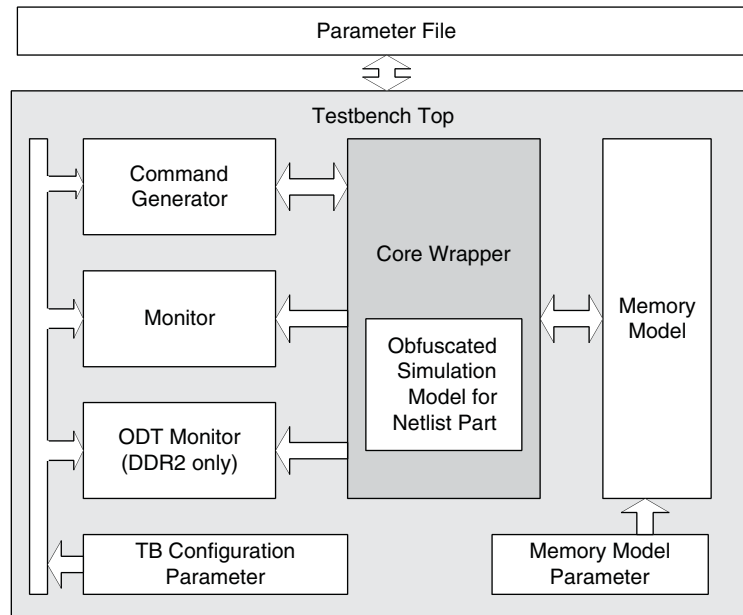 Parameter File
Testbench Top
Command
Generator
Core Wrapper
Monitor
Memory
Model
Obfuscated
Simulation
Model for
Netlist Part
ODT Monitor
(DDR2 only)
TB Configuration
Parameter
Memory Model
Parameter